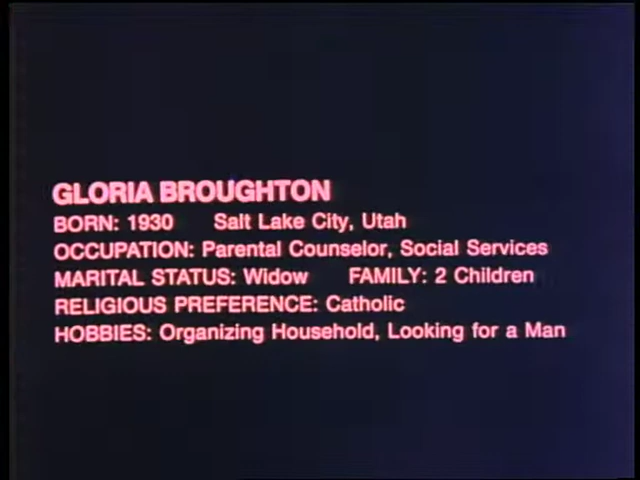 GLORIA BROUGHTON
BORN: 1930 Salt Lake City, Utah
OCCUPATION: Parental Counselor, Social Services
MARITAL STATUS: Widow FAMILY: 2 Children
RELIGIOUS PREFERENCE: Catholic
HOBBIES: Organizing Household, Looking for a Man